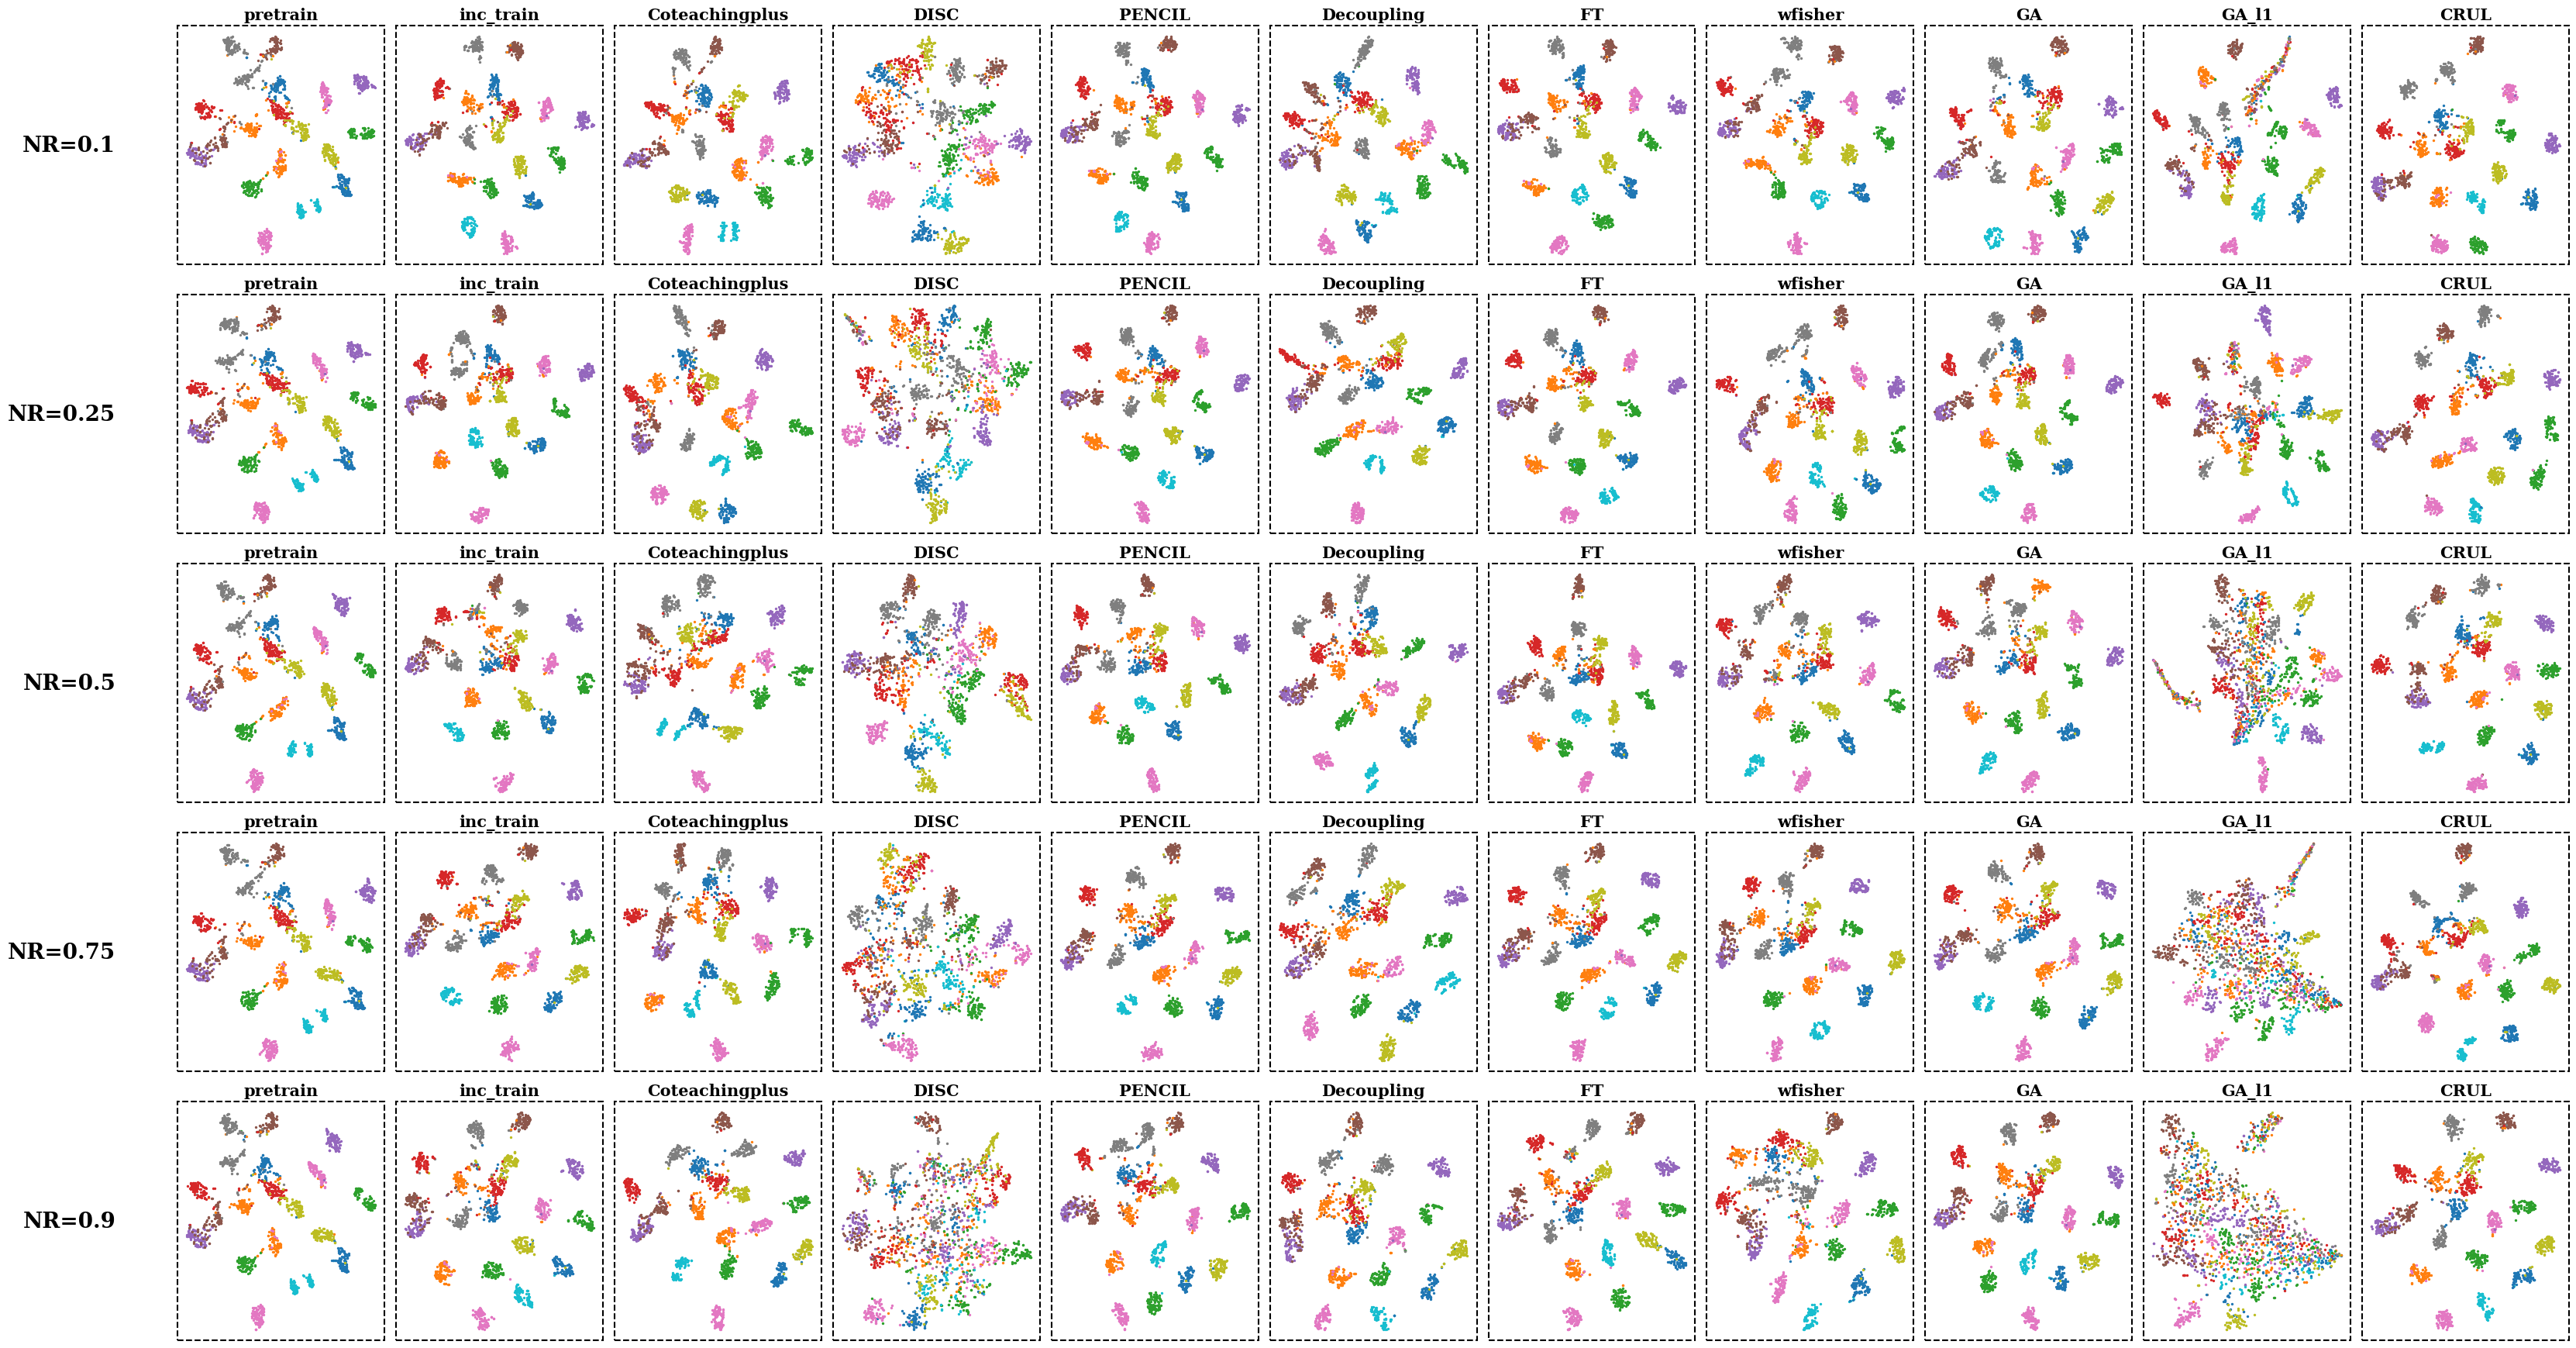 pretrain inc_train Coteachingplus DISC PENCIL Decoupling FT wfisher GA GA_l1 CRUL
NR=0.1
pretrain inc_train Coteachingplus DISC PENCIL Decoupling FT wfisher GA GA_l1 CRUL
NR=0.25
pretrain inc_train Coteachingplus DISC PENCIL Decoupling FT wfisher GA GA_l1 CRUL
NR=0.5
pretrain inc_train Coteachingplus DISC PENCIL Decoupling FT wfisher GA GA_l1 CRUL
NR=0.75
pretrain inc_train Coteachingplus DISC PENCIL Decoupling FT wfisher GA GA_l1 CRUL
NR=0.9